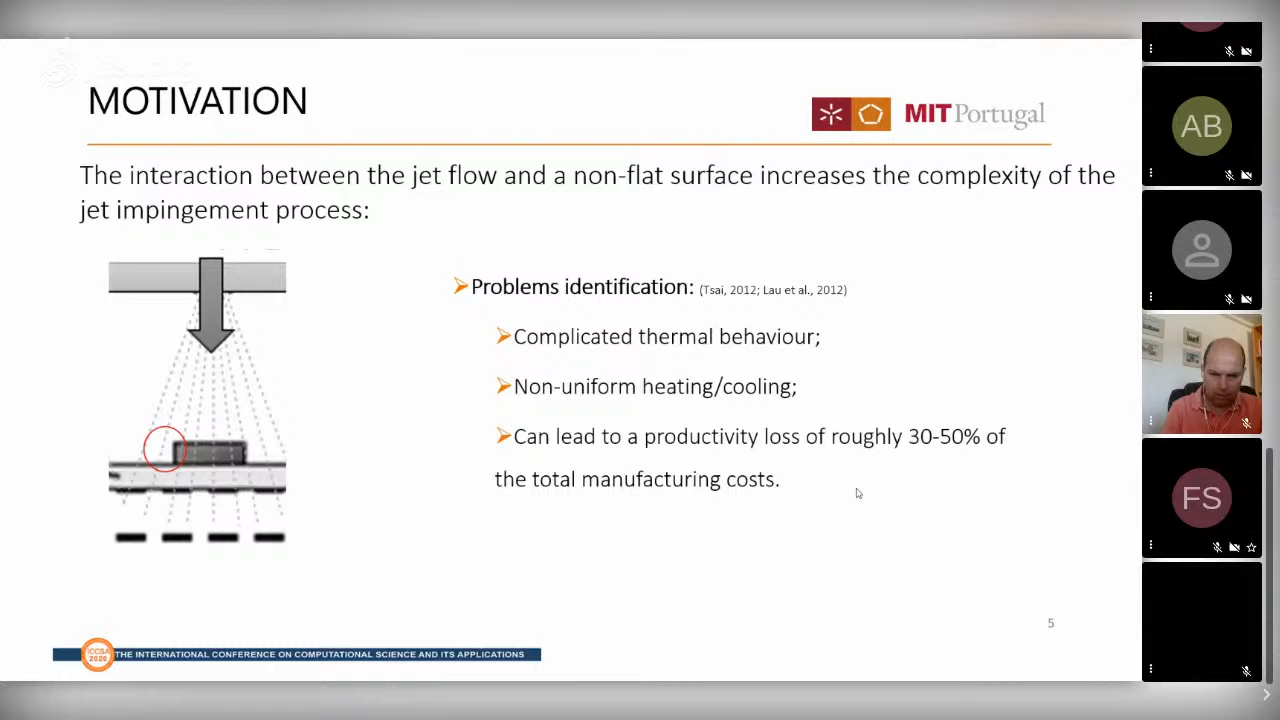 MOTIVATION
MIT Portugal
The interaction between the jet flow and a non-flat surface increases the complexity of the
jet impingement process:
Problems identification: (Tsai, 2012; Lau et al., 2012)
Complicated thermal behaviour;
Non-uniform heating/cooling;
Can lead to a productivity loss of roughly 30-50% of
the total manufacturing costs.
5
ICCSA
2020
THE INTERNATIONAL CONFERENCE ON COMPUTATIONAL SCIENCE AND ITS APPLICATIONS
AB
FS